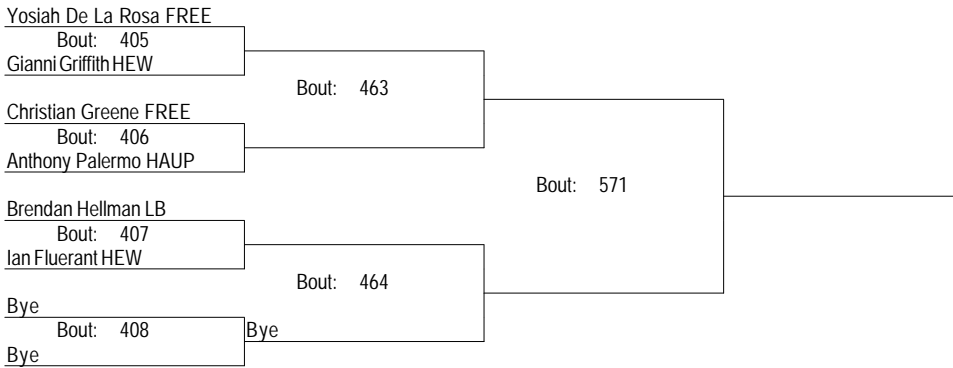 Yosiah De La Rosa FREE
Bout: 405
Gianni Griffith HEW
Bout: 463
Christian Greene FREE
Bout: 406
Anthony Palermo HAUP
Bout: 571
Brendan Hellman LB
Bout: 407
Ian Fluerant HEW
Bout: 464
Bye
Bout: 408
Bye
Bye